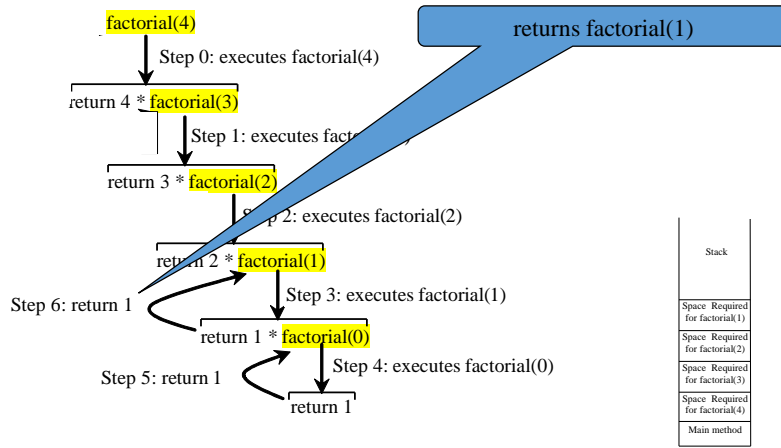 factorial(4)
returns factorial(1)
Step 0: executes factorial(4)
return 4 * factorial(3)
Step 1: executes
return 3 * factorial(2)
2: executes factorial(2)
return 2 * factorial(1)
Step 6: return 1
Step 3: executes factorial(1)
return 1 * factorial(0)
Step 5: return 1
Step 4: executes factorial(0)
return 1
Stack
Space Required
for factorial(1)
Space Required
for factorial(2)
Space Required
for factorial(3)
Space Required
for factorial(4)
Main method